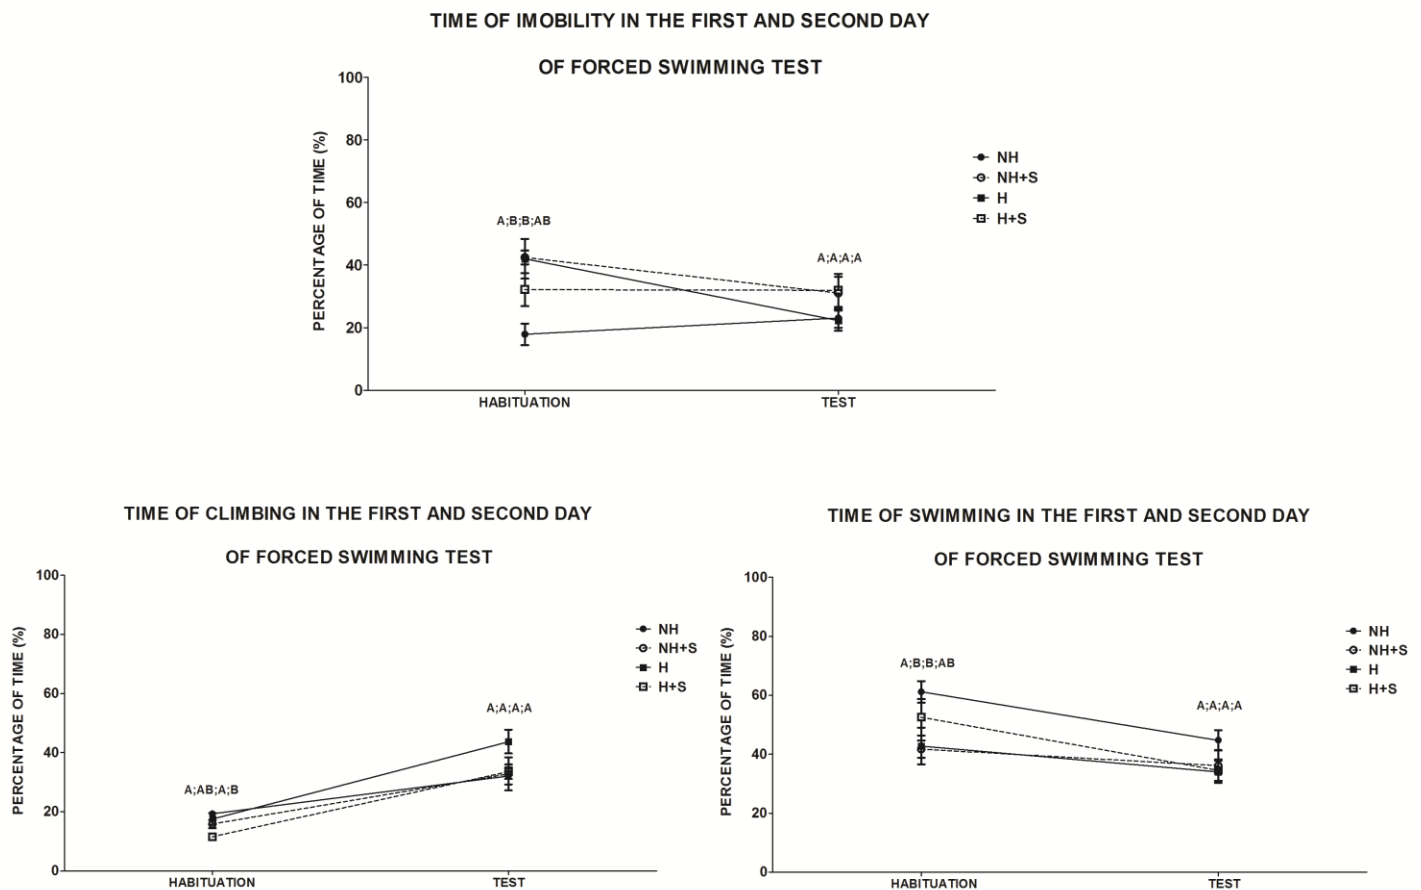 TIME OF IMOBILITY IN THE FIRST AND SECOND DAY
OF FORCED SWIMMING TEST
PERCENTAGE OF TIME (%)
100
80
60
40
20
0
A;B;B;AB
A;A;A;A
HABITUATION
TEST
NH
NH+S
H
H+S
TIME OF CLIMBING IN THE FIRST AND SECOND DAY
OF FORCED SWIMMING TEST
PERCENTAGE OF TIME (%)
100
80
60
40
20
0
A;AB;A;B
A;A;A;A
HABITUATION
TEST
NH
NH+S
H
H+S
TIME OF SWIMMING IN THE FIRST AND SECOND DAY
OF FORCED SWIMMING TEST
PERCENTAGE OF TIME (%)
100
80
60
40
20
0
A;B;B;AB
A;A;A;A
HABITUATION
TEST
NH
NH+S
H
H+S